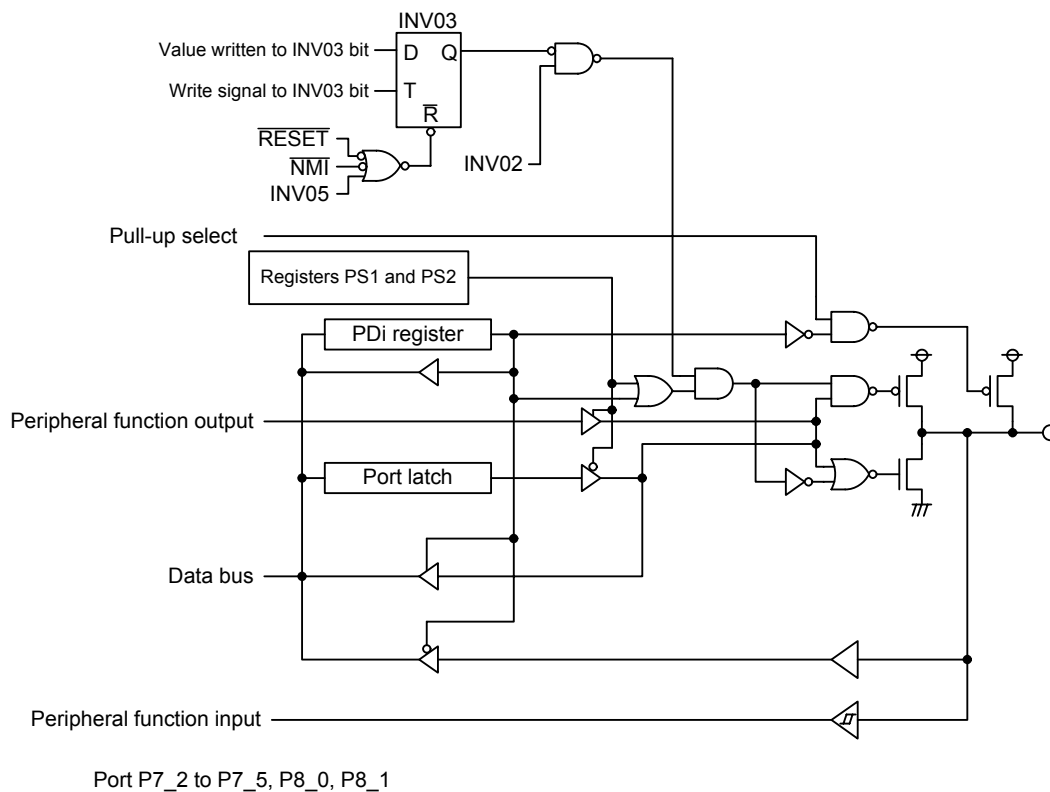 INV03
Value written to INV03 bit
D Q
Write signal to INV03 bit
T
R̅
R̅E̅S̅E̅T̅
N̅M̅I̅
INV05
INV02
Pull-up select
Registers PS1 and PS2
PDi register
Peripheral function output
Port latch
Data bus
Peripheral function input
Port P7_2 to P7_5, P8_0, P8_1